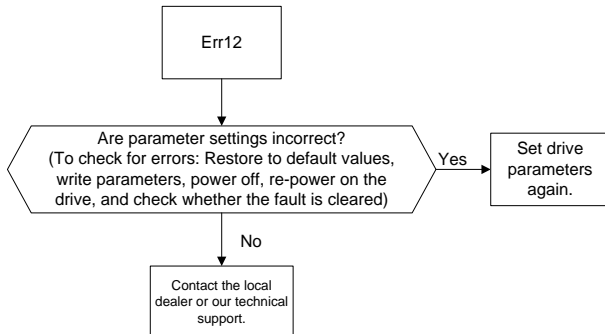 Err12
Are parameter settings incorrect?
(To check for errors: Restore to default values,
write parameters, power off, re-power on the
drive, and check whether the fault is cleared)
Yes
Set drive
parameters
again.
No
Contact the local
dealer or our technical
support.